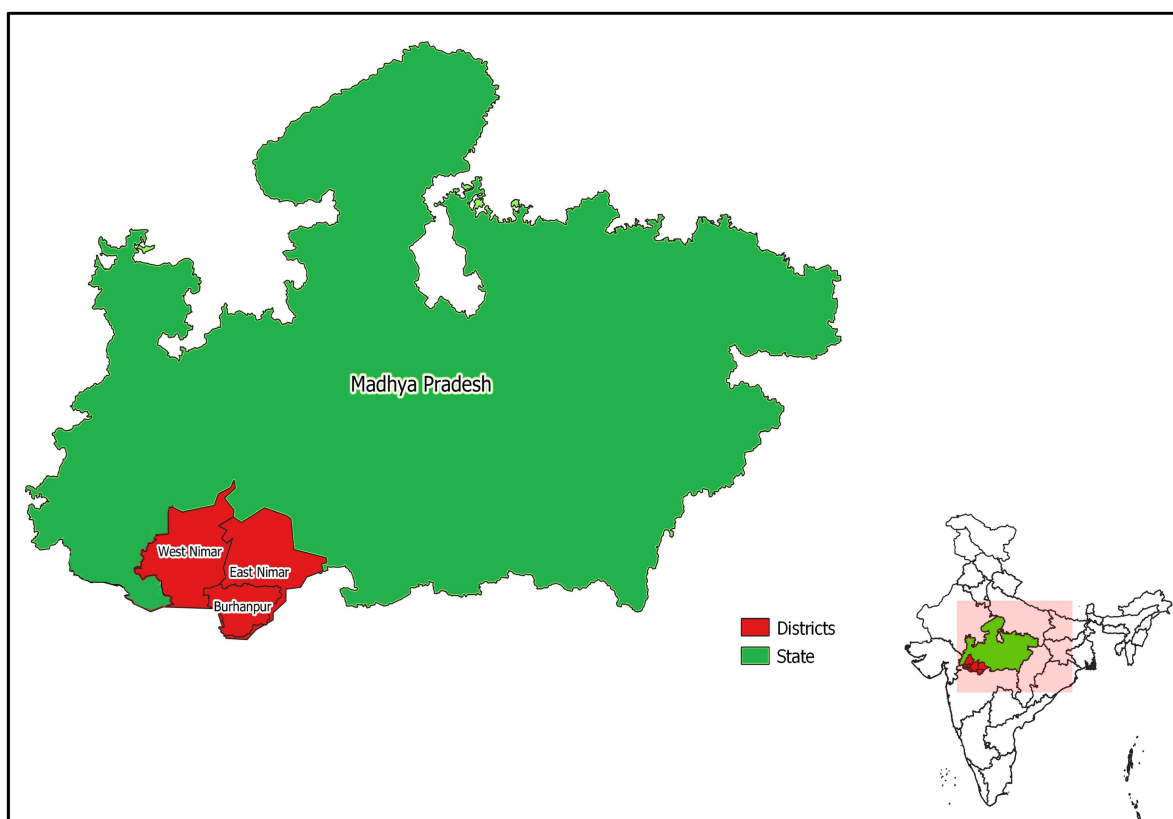 Madhya Pradesh
West Nimar
East Nimar
Burhanpur
Districts
State